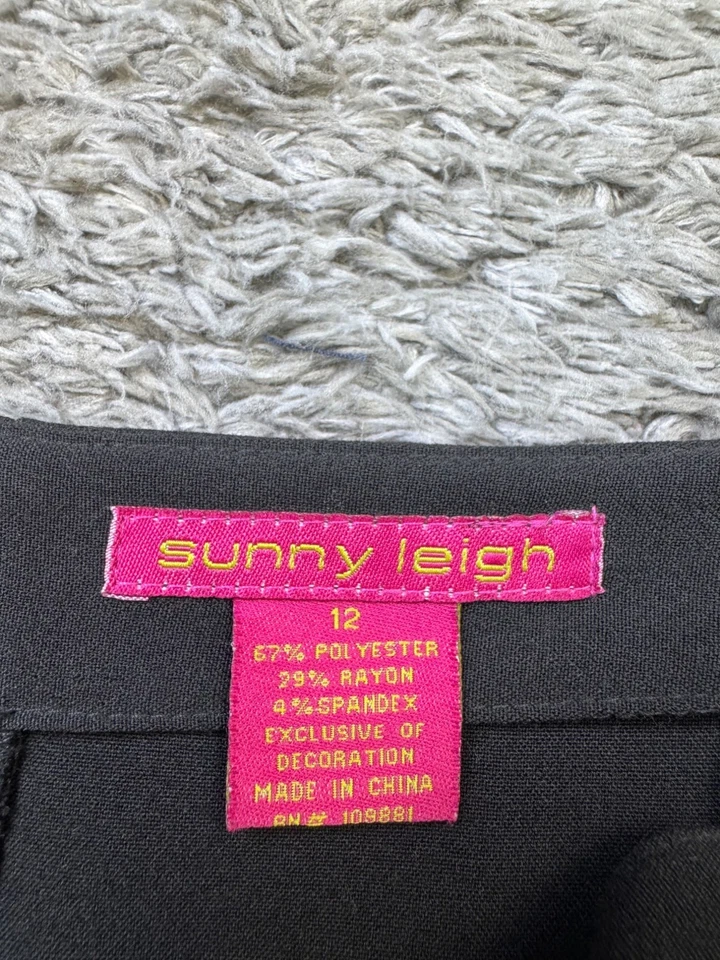 sunny leigh
12
67% POLYESTER
29% RAYON
4% SPANDEX
EXCLUSIVE OF
DECORATION
MADE IN CHINA
RN# 109881